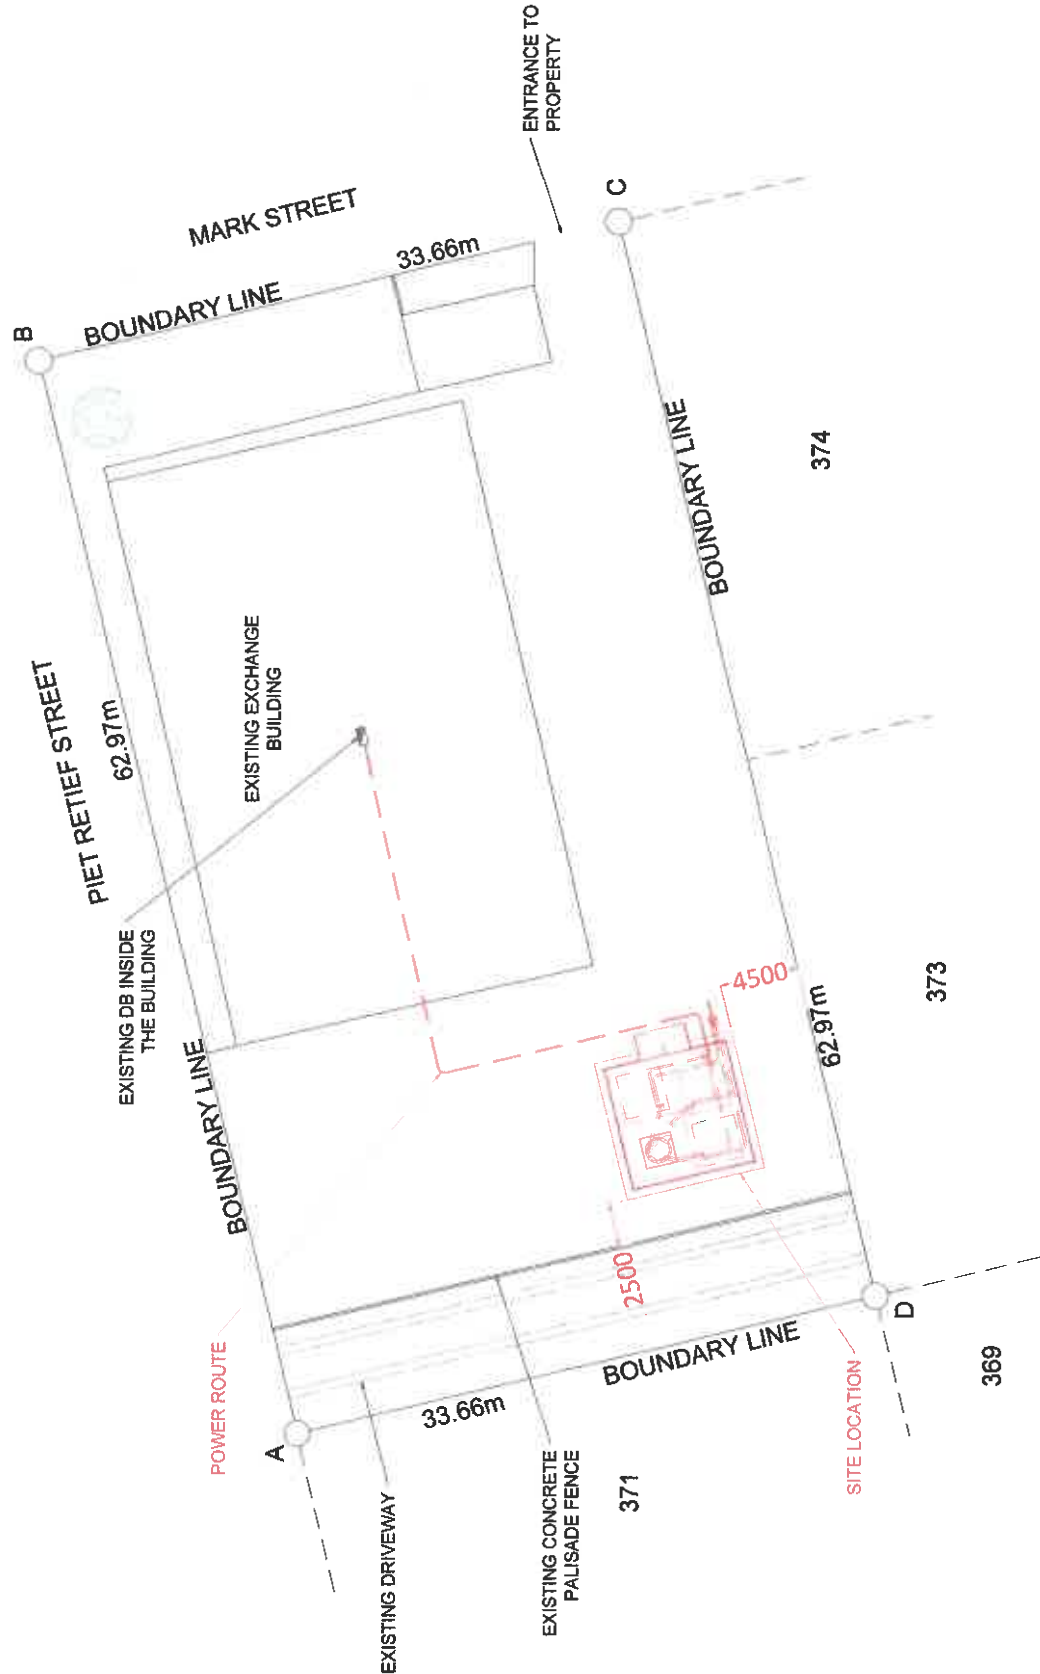 PIET RETIEF STREET
62.97m
BOUNDARY LINE
B
MARK STREET
BOUNDARY LINE
33.66m
ENTRANCE TO
PROPERTY
C
EXISTING DB INSIDE
THE BUILDING
EXISTING EXCHANGE
BUILDING
BOUNDARY LINE
374
POWER ROUTE
A
33.66m
BOUNDARY LINE
EXISTING DRIVEWAY
EXISTING CONCRETE
PALISADE FENCE
371
2500
4500
62.97m
373
D
SITE LOCATION
369